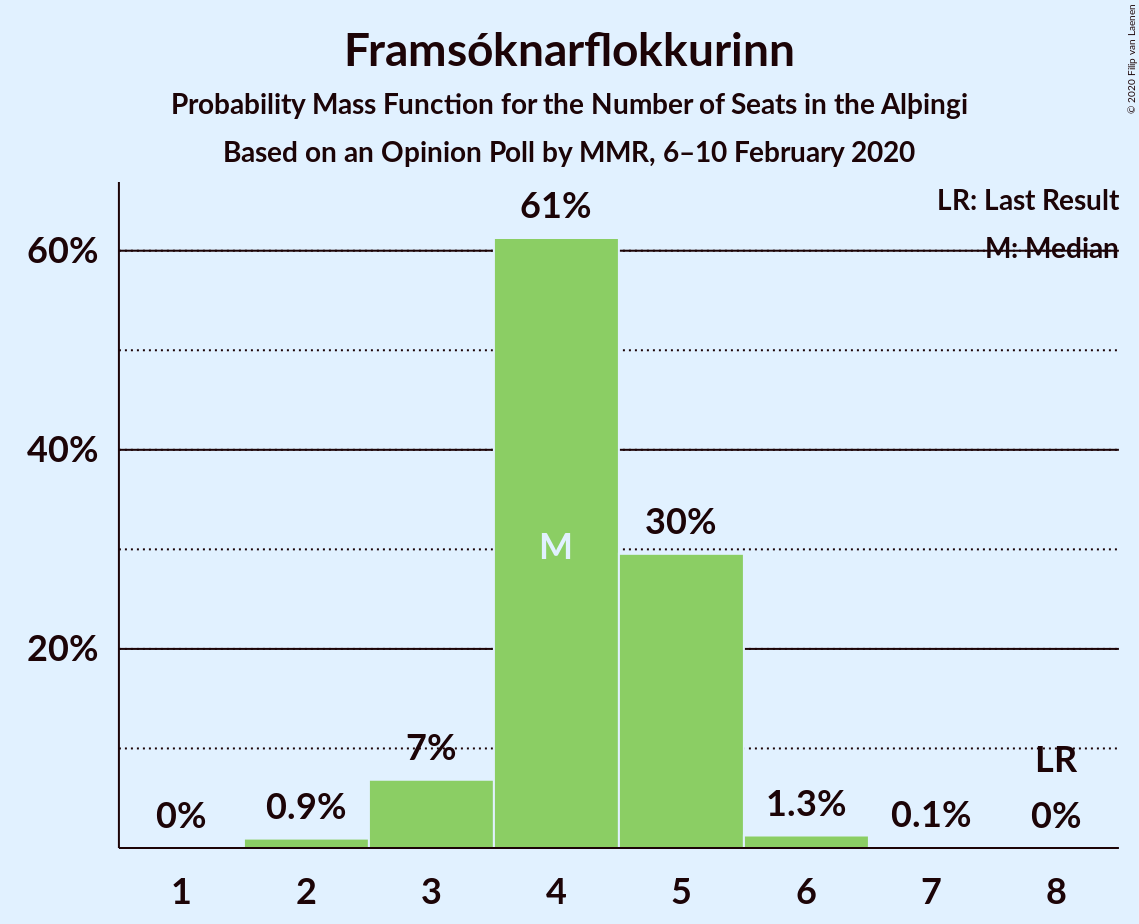 Framsóknarflokkurinn
Probability Mass Function for the Number of Seats in the Alþingi
Based on an Opinion Poll by MMR, 6–10 February 2020
© 2020 Filip van Laenen
LR: Last Result
M: Median
60%
40%
20%
0%
0.9%
7%
61%
M
30%
1.3%
0.1%
LR
0%
1 2 3 4 5 6 7 8